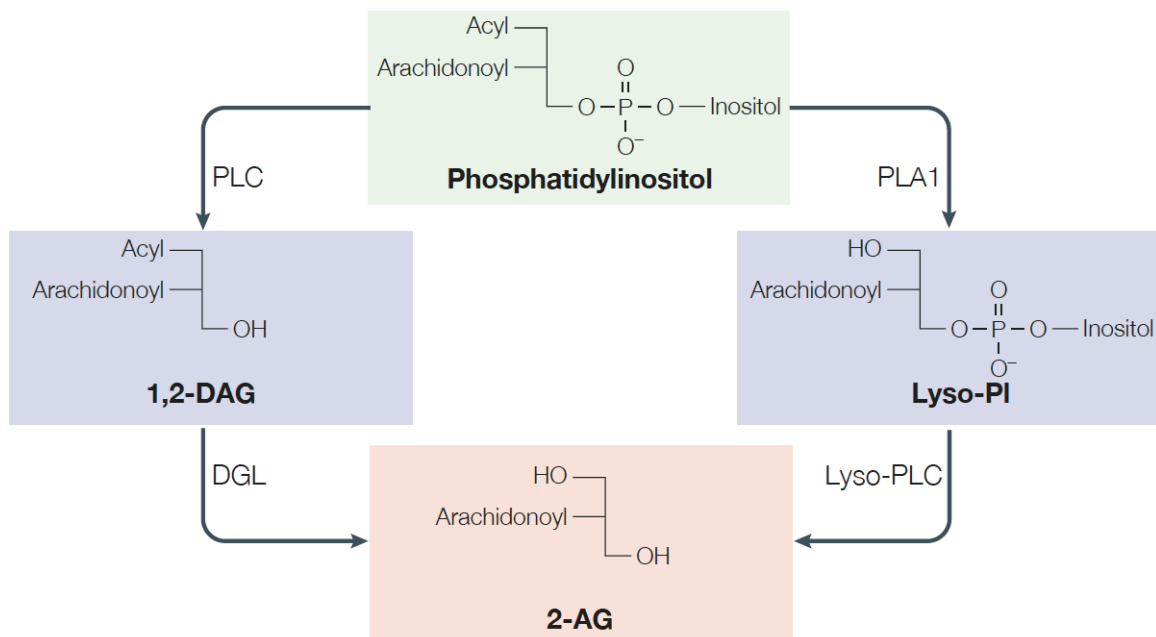 Acyl
Arachidonoyl
O
O–P–O–Inositol
O–
Phosphatidylinositol
PLC
PLA1
Acyl
Arachidonoyl
OH
1,2-DAG
HO
Arachidonoyl
O
O–P–O–Inositol
O–
Lyso-PI
DGL
Lyso-PLC
HO
Arachidonoyl
OH
2-AG